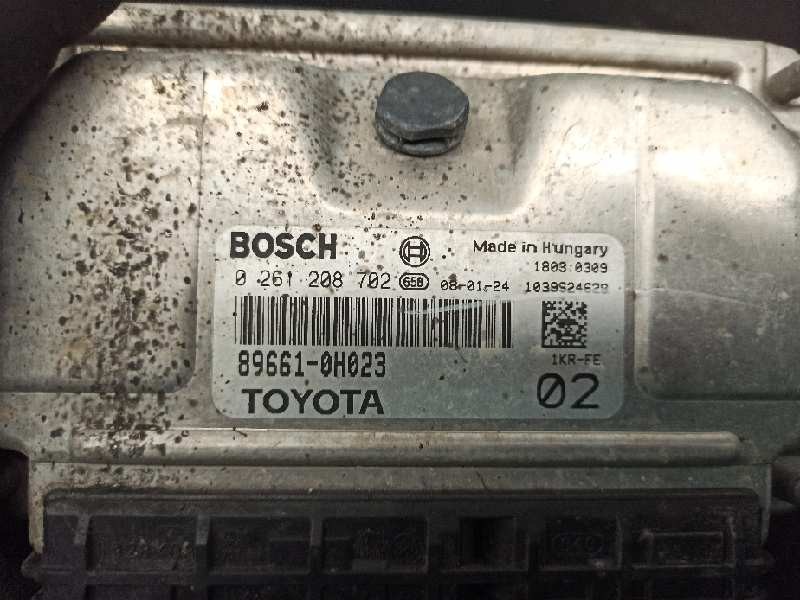 BOSCH
Made in Hungary
1803 0309
0 261 208 702 658 08-01-24
89661-0H023
1KR-FE
TOYOTA
02